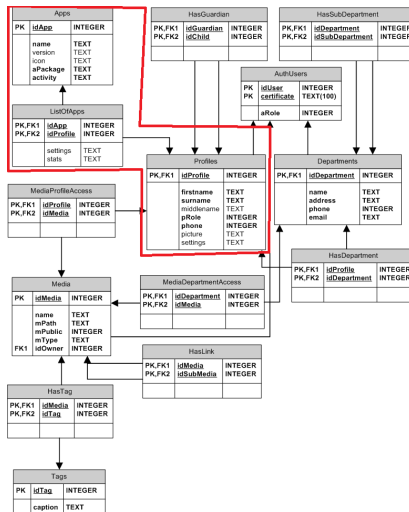 Apps
PK idApp INTEGER
name TEXT
version TEXT
icon TEXT
aPackage TEXT
activity TEXT
HasGuardian
PK,FK1 idGuardian INTEGER
PK,FK2 idChild INTEGER
HasSubDepartment
PK,FK1 idDepartment INTEGER
PK,FK2 idSubDepartment INTEGER
AuthUsers
PK idUser INTEGER
PK certificate TEXT(100)
aRole INTEGER
ListOfApps
PK,FK1 idApp INTEGER
PK,FK2 idProfile INTEGER
settings TEXT
stats TEXT
Profiles
PK,FK1 idProfile INTEGER
firstname TEXT
surname TEXT
middlename TEXT
pRole INTEGER
phone INTEGER
picture TEXT
settings TEXT
Departments
PK,FK1 idDepartment INTEGER
name TEXT
address TEXT
phone INTEGER
email TEXT
MediaProfileAccess
PK,FK1 idProfile INTEGER
PK,FK2 idMedia INTEGER
HasDepartment
PK,FK1 idProfile INTEGER
PK,FK2 idDepartment INTEGER
Media
PK idMedia INTEGER
name TEXT
mPath TEXT
mPublic INTEGER
mType TEXT
FK1 idOwner INTEGER
MediaDepartmentAccess
PK,FK1 idDepartment INTEGER
PK,FK2 idMedia INTEGER
HasLink
PK,FK1 idMedia INTEGER
PK,FK2 idSubMedia INTEGER
HasTag
PK,FK1 idMedia INTEGER
PK,FK2 idTag INTEGER
Tags
PK idTag INTEGER
caption TEXT